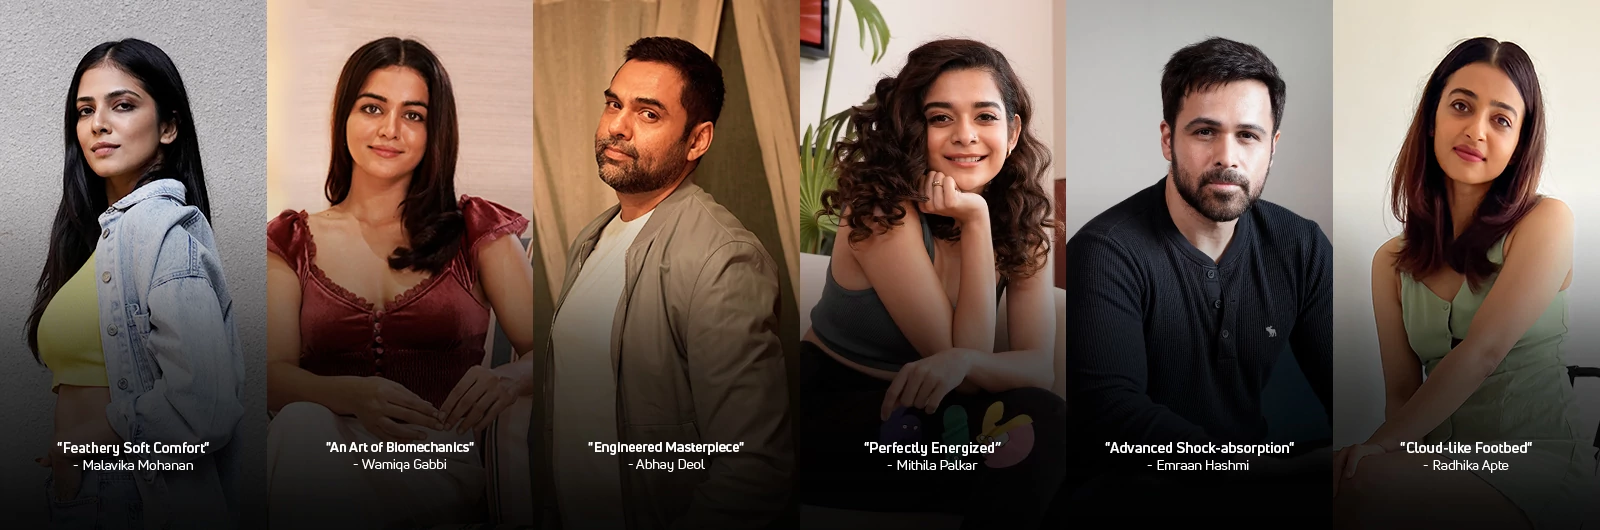 "Feathery Soft Comfort"
- Malavika Mohanan
"An Art of Biomechanics"
- Wamiqa Gabbi
"Engineered Masterpiece"
- Abhay Deol
"Perfectly Energized"
- Mithila Palkar
"Advanced Shock-absorption"
- Emraan Hashmi
"Cloud-like Footbed"
- Radhika Apte